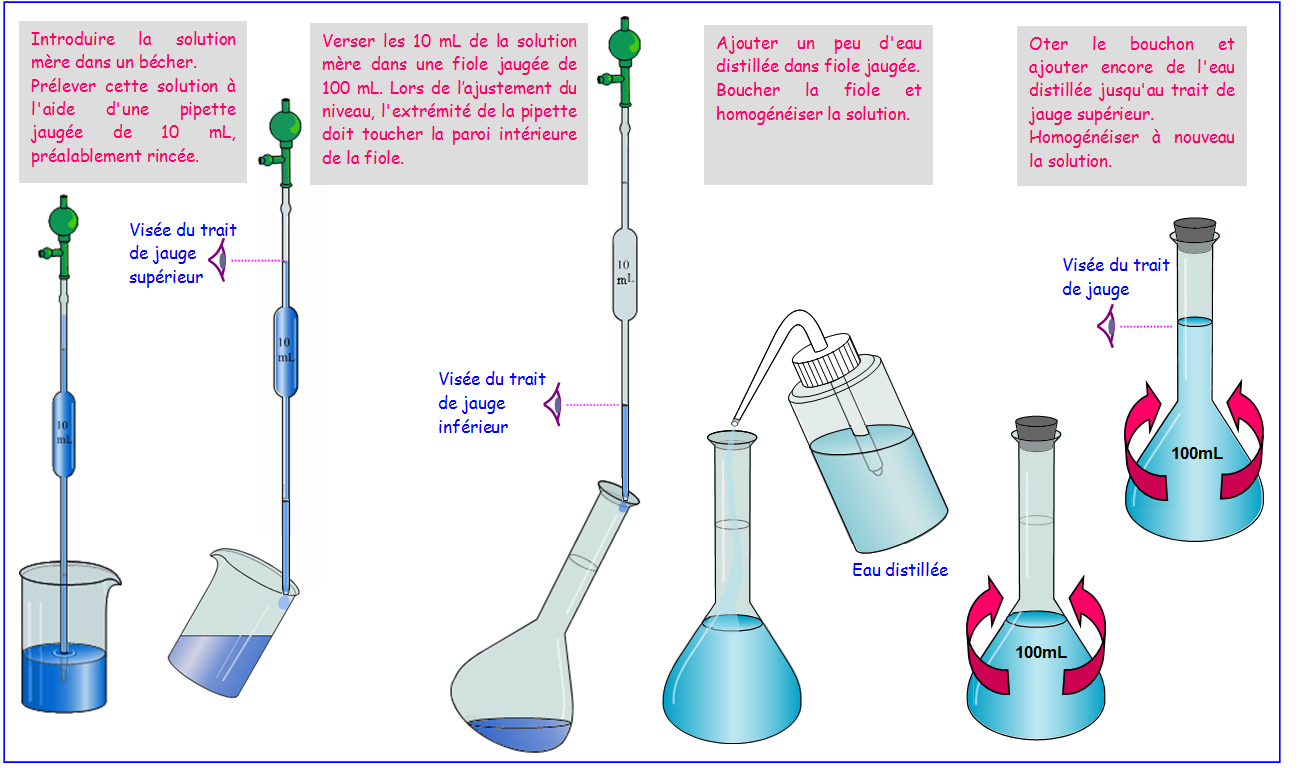 Introduire la solution
mère dans un bécher.
Prélever cette solution à
l'aide d'une pipette
jaugée de 10 mL,
préalablement rincée.
Verser les 10 mL de la solution
mère dans une fiole jaugée de
100 mL. Lors de l'ajustement du
niveau, l'extrémité de la pipette
doit toucher la paroi intérieure
de la fiole.
Ajouter un peu d'eau
distillée dans fiole jaugée.
Boucher la fiole et
homogénéiser la solution.
Oter le bouchon et
ajouter encore de l'eau
distillée jusqu'au trait de
jauge supérieur.
Homogénéiser à nouveau
la solution.
Visée du trait
de jauge
supérieur
10
mL
10
mL
Visée du trait
de jauge
inférieur
10
mL
Eau distillée
100mL
Visée du trait
de jauge
100mL